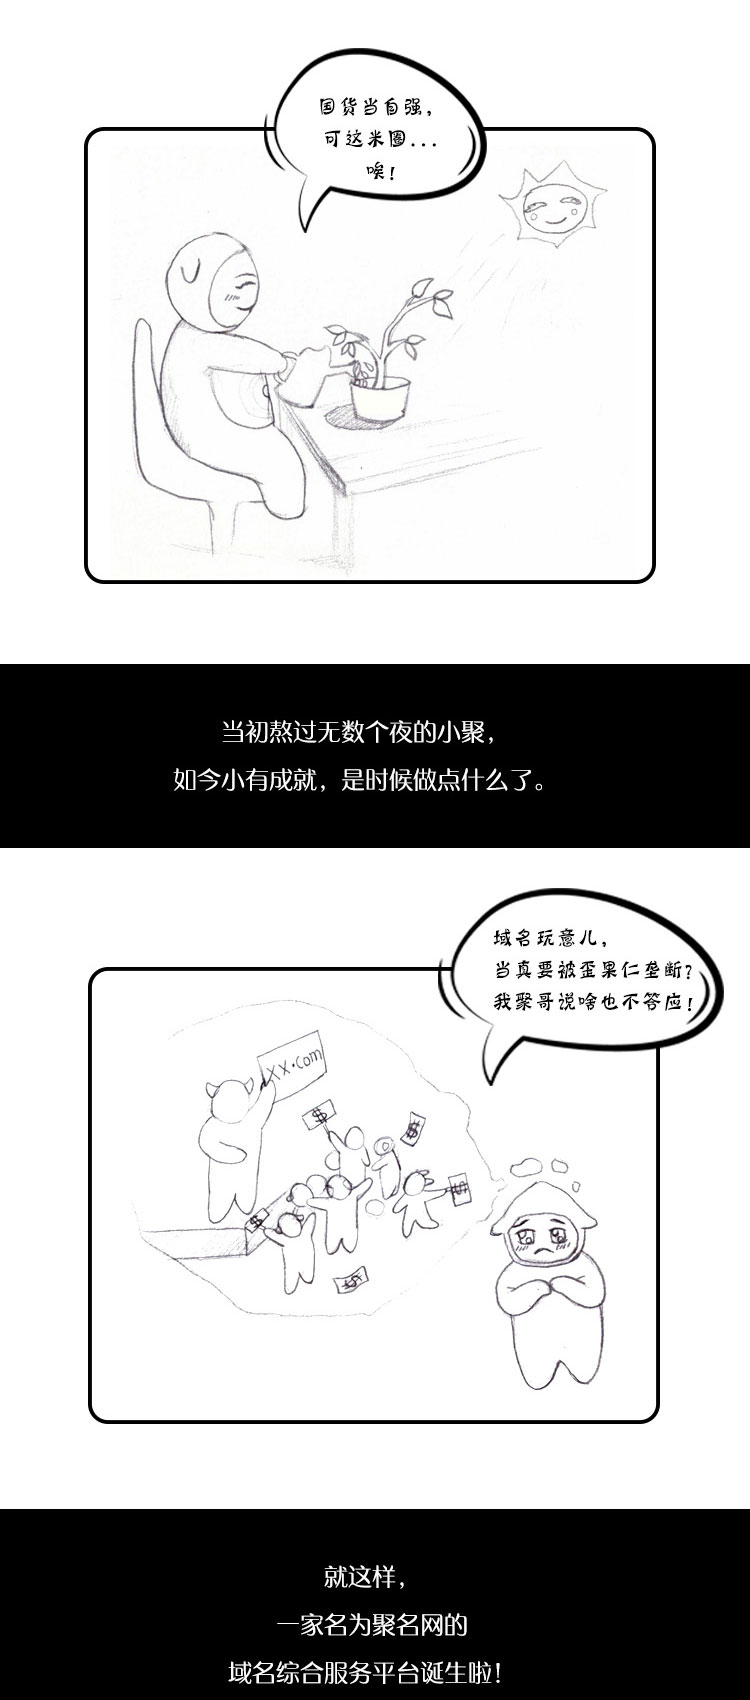 国货当自强，
可这米圈...
唉！
当初熬过无数个夜的小聚，
如今小有成就，是时候做点什么了。
域名玩意儿，
当真要被歪果仁垄断？
我聚哥说啥也不答应！
XX.com
$
$
$
$
$
就这样，
一家名为聚名网的
域名综合服务平台诞生啦！